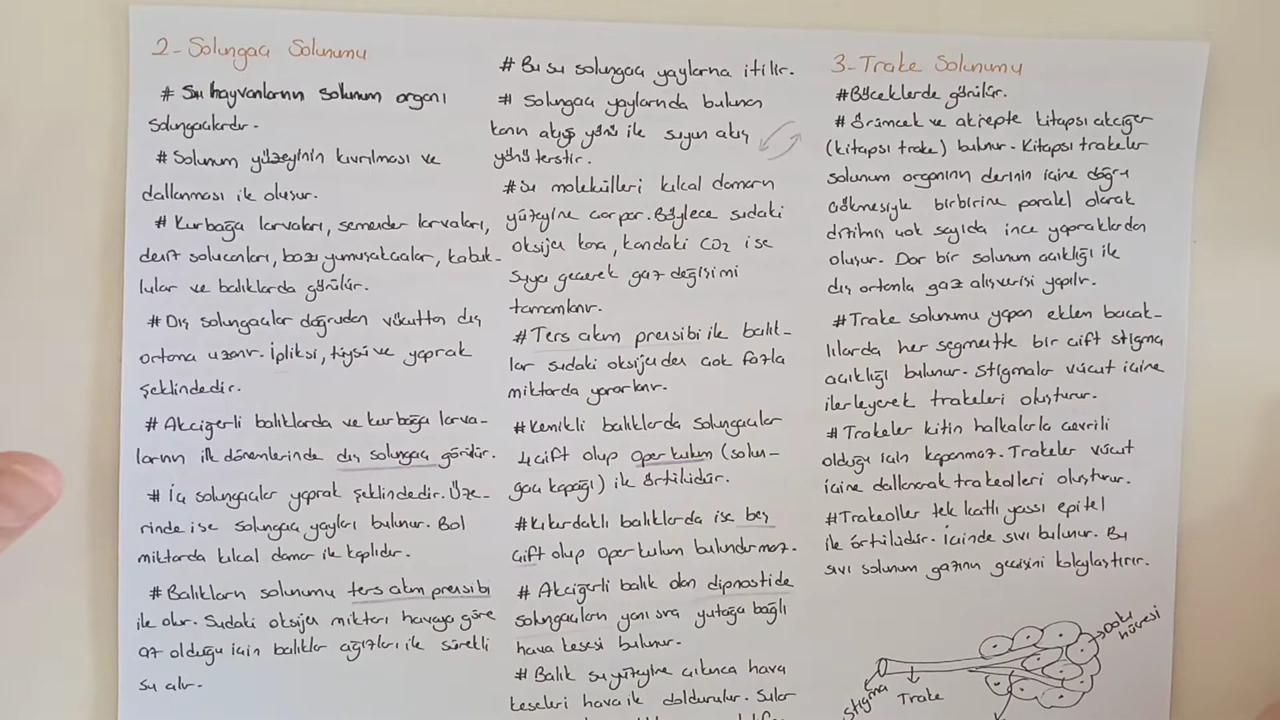 2-Solungaç Solunumu
# Su hayvanlarının solunum organı
solungaçlardır.
# Solunum yüzeyinin kıvrılması ve
dallanması ile oluşur.
# Kurbağa larvaları, semender larvaları,
deniz solucanları, bazı yumuşakçalar, kabuk-
lular ve balıklarda görülür.
# Dış solungaçlar doğrudan vücuttan dış
ortama uzanır. İpliksi, tüysü ve yaprak
şeklindedir.
# Akciğerli balıklarda ve kurbağa larva-
larının ilk dönemlerinde dış solungaç görülür.
# İç solungaçlar yaprak şeklindedir. Üze-
rinde ise solungaç yayları bulunur. Bol
miktarda kılcal damar ile kaplıdır.
# Balıkların solunumu ters akım prensibi
ile olur. Sudaki oksijen miktarı havaya göre
az olduğu için balıklar ağızları ile sürekli
su alır.
# Bu su solungaç yaylarına itilir.
# Solungaç yaylarında bulunan
kanın akış yönü ile suyun akış
yönü terstir.
# Su molekülleri kılcal damarın
yüzeyine çarpar. Böylece sudaki
oksijen kana, kandaki CO2 ise
suya geçerek gaz değişimi
tamamlanır.
# Ters akım prensibi ile balık-
lar sudaki oksijenden çok fazla
miktarda yararlanır.
# Kemikli balıklarda solungaçlar
4 çift olup operkulum (solun-
gaç kapağı) ile örtülüdür.
# Kıkırdaklı balıklarda ise beş
çift olup operkulum bulundurmaz.
# Akciğerli balık olan dipnostide
solungaçların yanı sıra yutağa bağlı
hava kesesi bulunur.
# Balık su yüzeyine çıkınca hava
keseleri hava ile doldurulur. Sular
3-Trake Solunumu
# Böceklerde görülür.
# Örümcek ve akrepte kitapsı akciğer
(kitapsı trake) bulunur. Kitapsı trakeler
solunum organının derinin içine doğru
çökmesiyle birbirine paralel olarak
dizilmiş çok sayıda ince yapraklardan
oluşur. Dar bir solunum açıklığı ile
dış ortamla gaz alışverişi yapılır.
# Trake solunumu yapan eklem bacak-
lılarda her segmentte bir çift stigma
açıklığı bulunur. Stigmalar vücut içine
ilerleyerek trakeleri oluşturur.
# Trakeler kitin halkalarla çevrili
olduğu için kapanmaz. Trakeler vücut
içine dallanarak trakeolleri oluşturur.
# Trakeoller tek katlı yassı epitel
ile örtülüdür. İçinde sıvı bulunur. Bu
sıvı solunum gazının geçişini kolaylaştırır.
Doku
hücresi
Stigma
Trake